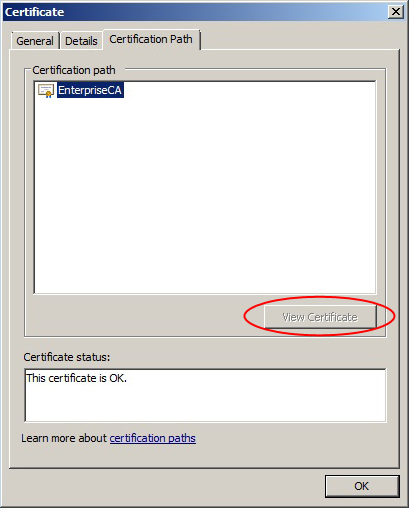 Certificate
General
Details
Certification Path
Certification path
EnterpriseCA
View Certificate
Certificate status:
This certificate is OK.
Learn more about certification paths
OK